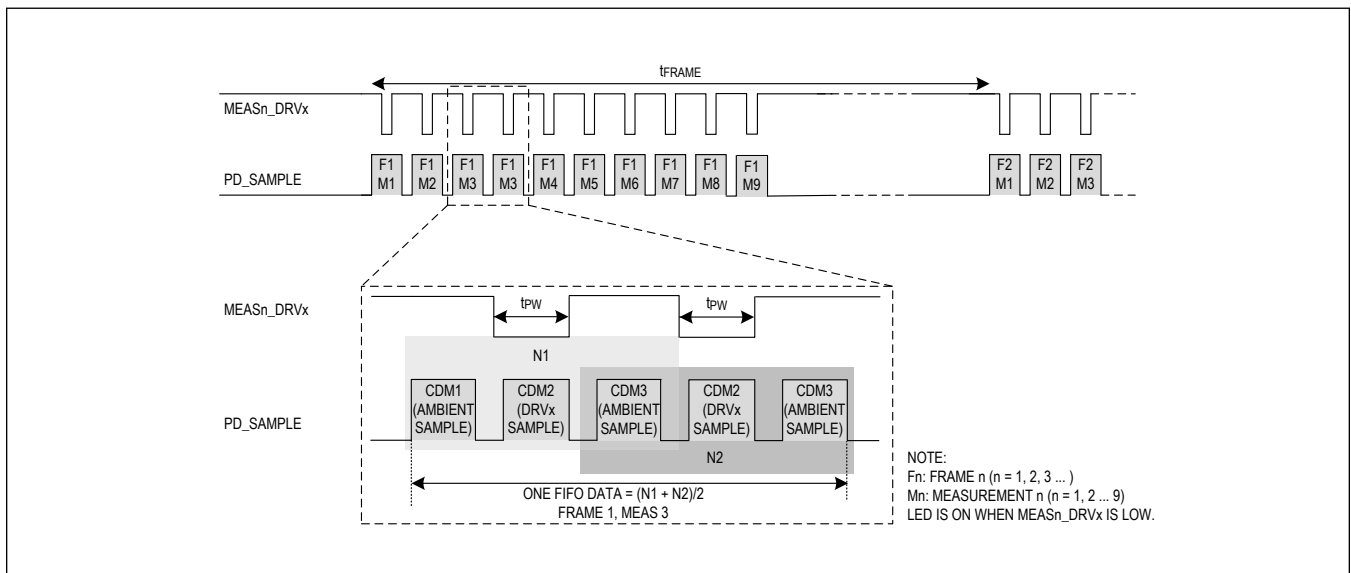 tFRAME
MEASn_DRVx
PD_SAMPLE
F1 F1 F1 F1 F1 F1 F1 F1 F1 F1 F2 F2 F2
M1 M2 M3 M3 M4 M5 M6 M7 M8 M9 M1 M2 M3
MEASn_DRVx
tPW tPW
N1
PD_SAMPLE
CDM1 CDM2 CDM3 CDM2 CDM3
(AMBIENT (DRVx (AMBIENT (DRVx (AMBIENT
SAMPLE) SAMPLE) SAMPLE) SAMPLE) SAMPLE)
N2
ONE FIFO DATA = (N1 + N2)/2
FRAME 1, MEAS 3
NOTE:
Fn: FRAME n (n = 1, 2, 3 ... )
Mn: MEASUREMENT n (n = 1, 2 ... 9)
LED IS ON WHEN MEASn_DRVx IS LOW.